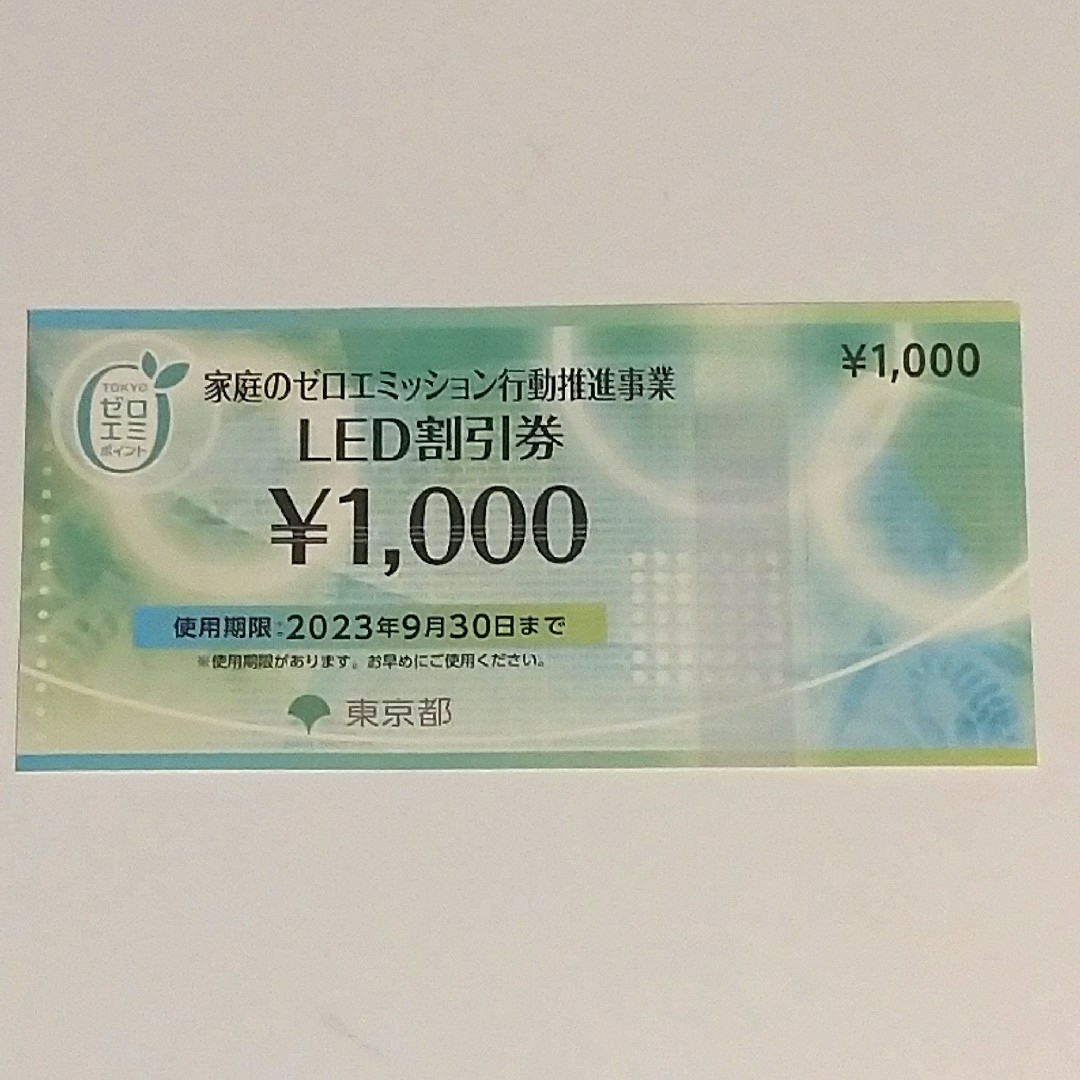 TOKYO
ゼロ
エミ
ポイント
家庭のゼロエミッション行動推進事業
LED割引券
¥1,000
¥1,000
使用期限:2023年9月30日まで
※使用期限があります。お早めにご使用ください。
東京都